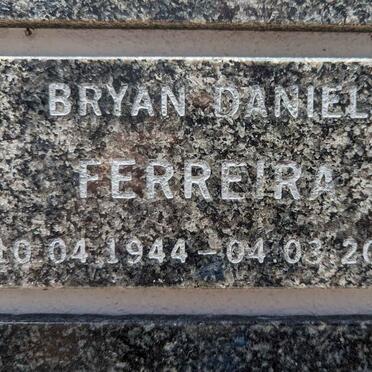 BRYAN DANIEL
FERREIRA
10.04.1944 - 04.03.20